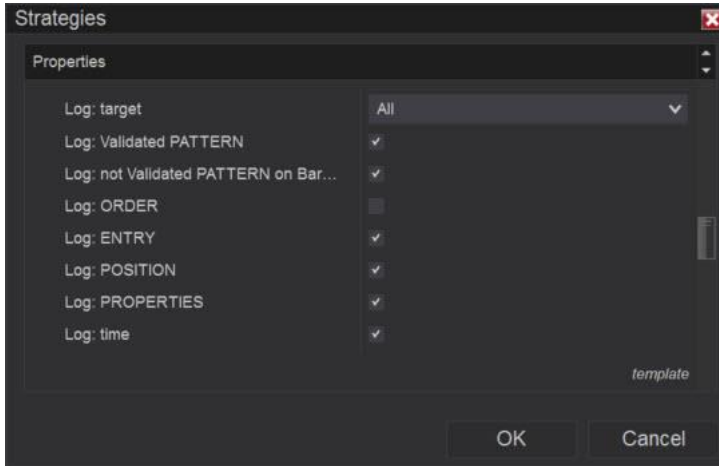 Strategies
Properties
Log: target All
Log: Validated PATTERN
Log: not Validated PATTERN on Bar...
Log: ORDER
Log: ENTRY
Log: POSITION
Log: PROPERTIES
Log: time
template
OK Cancel